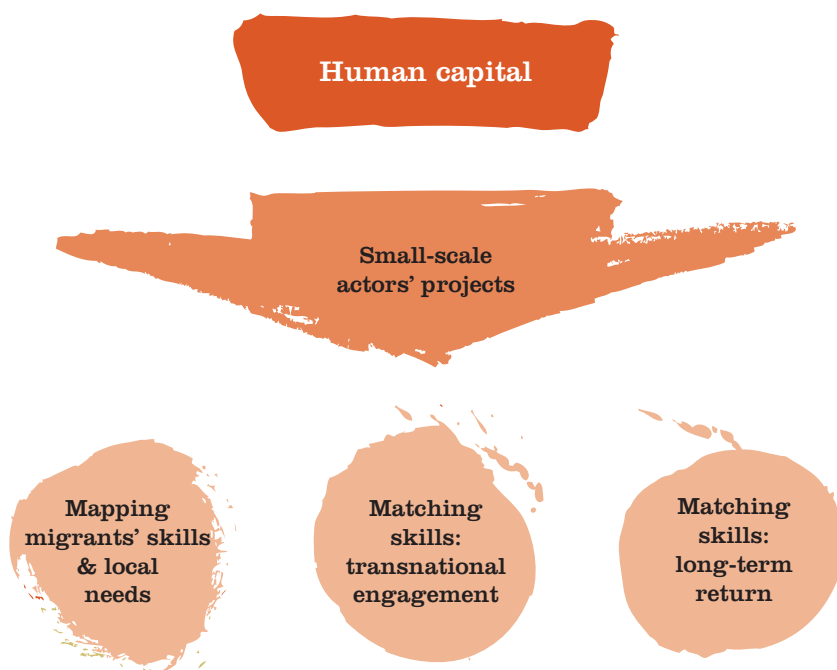 Human capital
Small-scale
actors’ projects
Mapping
migrants’ skills
& local
needs
Matching
skills:
transnational
engagement
Matching
skills:
long-term
return